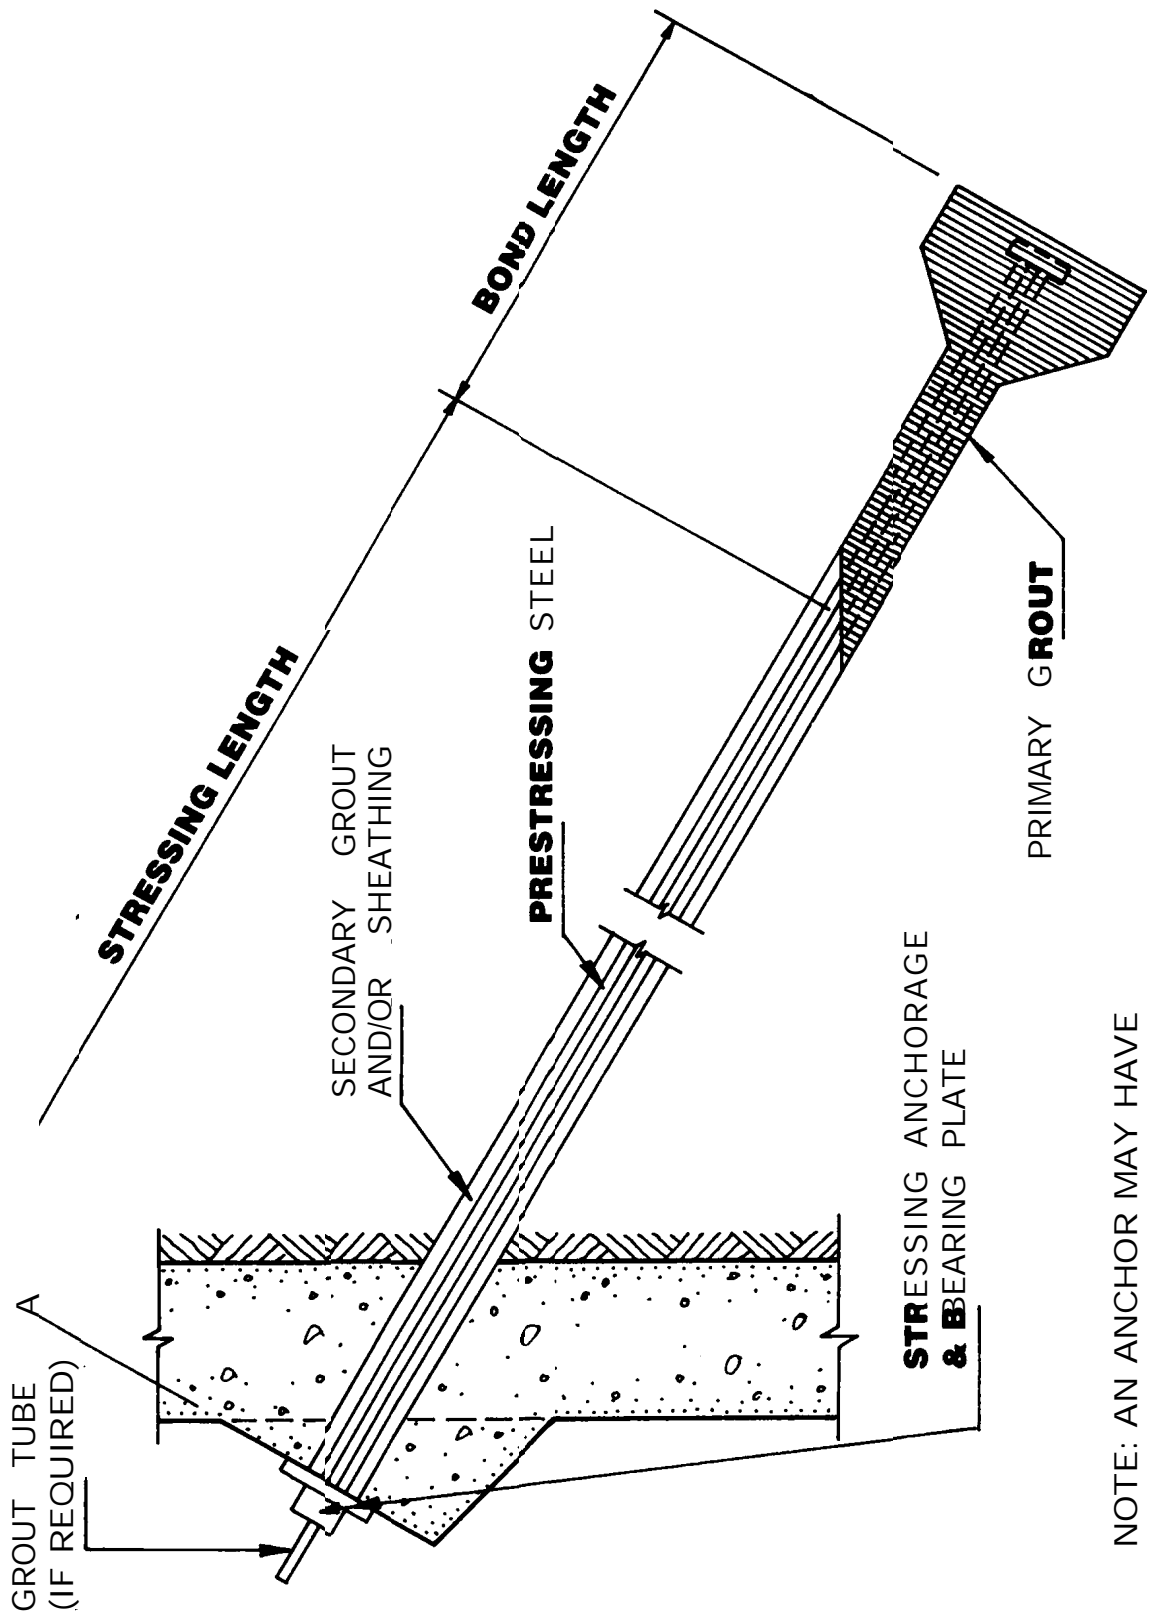 GROUT TUBE
(IF REQUIRED)
A
STRESSING LENGTH
BOND LENGTH
SECONDARY GROUT
AND/OR SHEATHING
PRESTRESSING STEEL
PRIMARY GROUT
STRESSING ANCHORAGE
& BEARING PLATE
NOTE: AN ANCHOR MAY HAVE